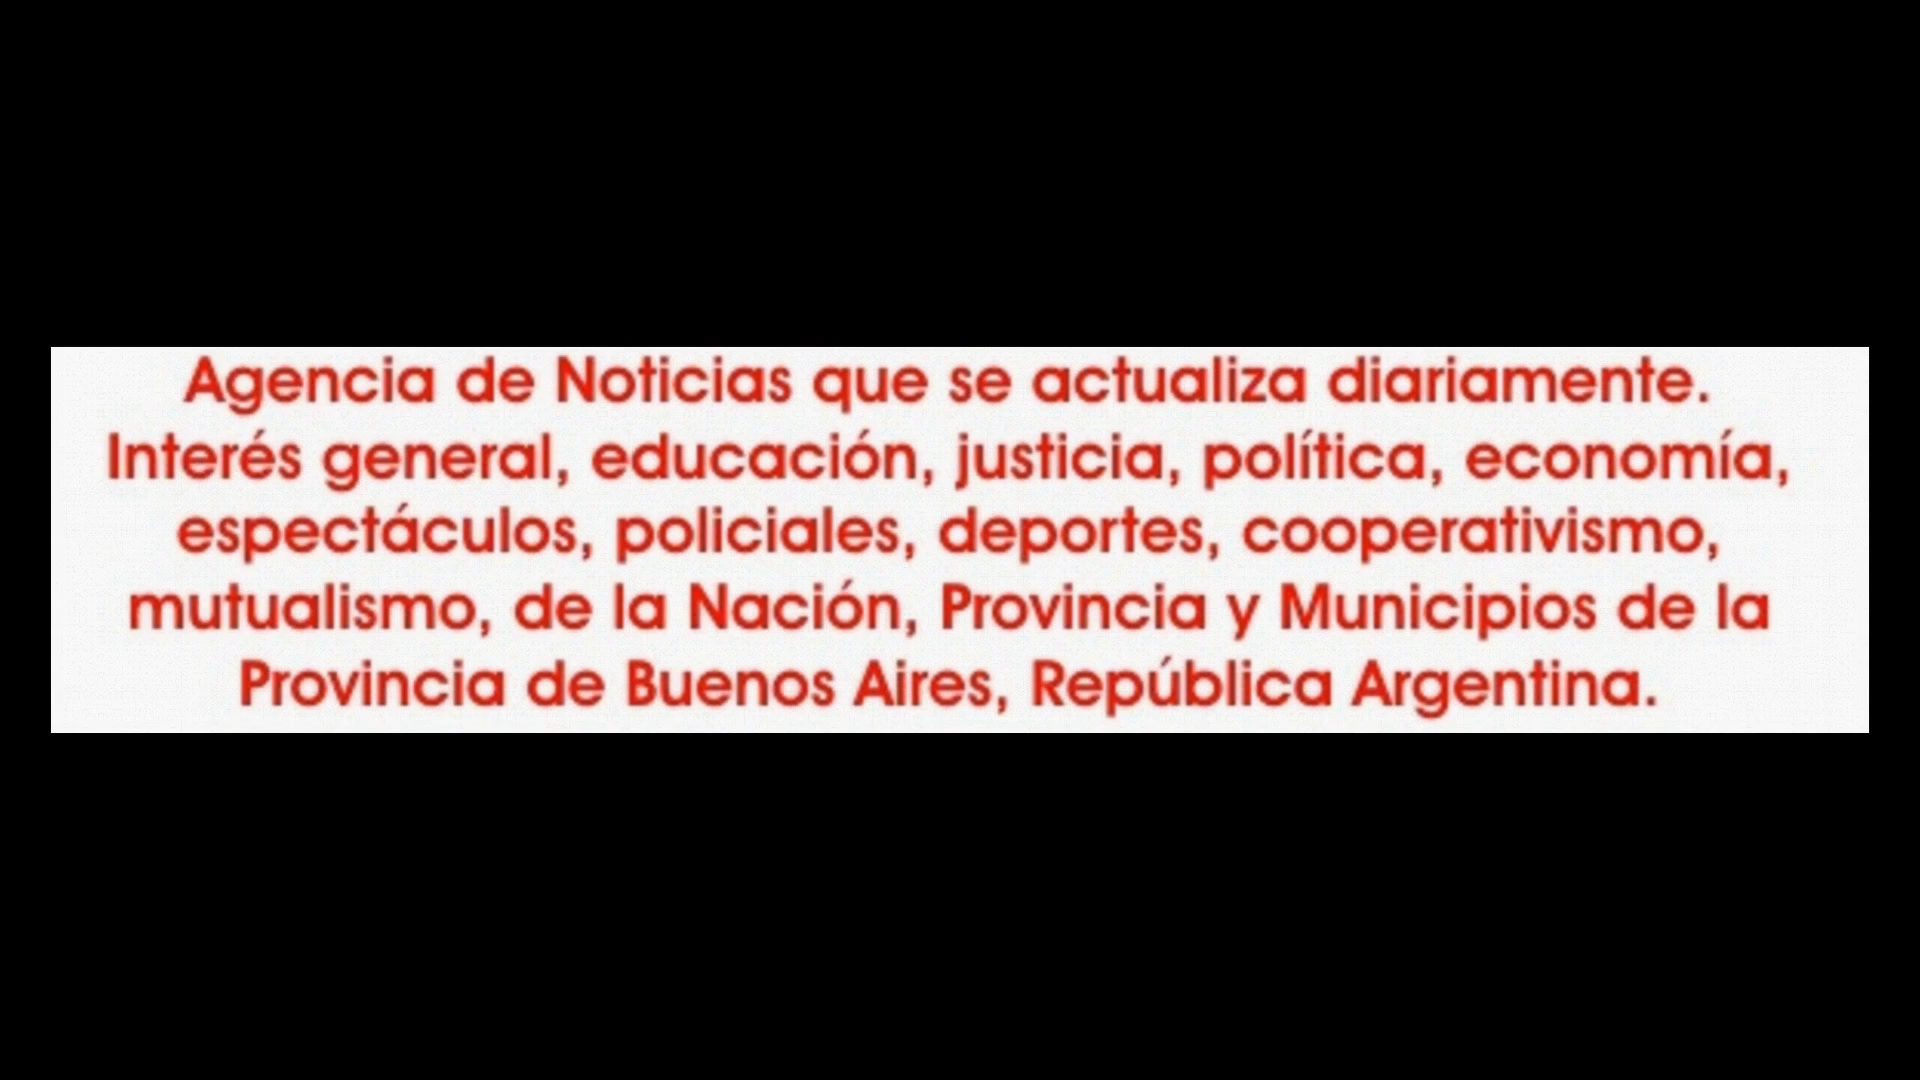 Agencia de Noticias que se actualiza diariamente.
Interés general, educación, justicia, política, economía,
espectáculos, policiales, deportes, cooperativismo,
mutualismo, de la Nación, Provincia y Municipios de la
Provincia de Buenos Aires, República Argentina.